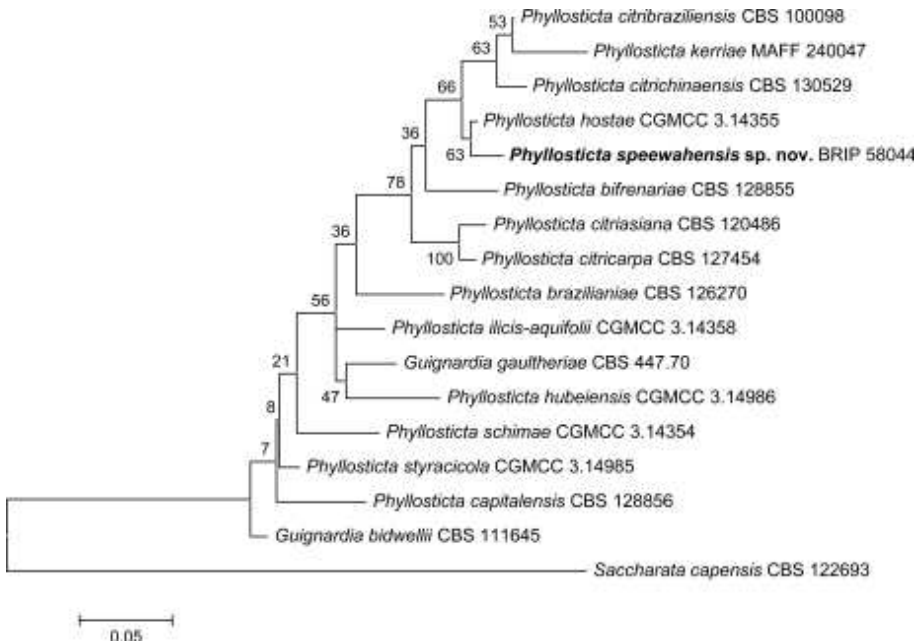 53 Phyllosticta citribraziliensis CBS 100098
63 Phyllosticta kerriae MAFF 240047
66 Phyllosticta citrichinaensis CBS 130529
36 Phyllosticta hostae CGMCC 3.14355
63 Phyllosticta speewahensis sp. nov. BRIP 58044
78 Phyllosticta bifrenariae CBS 128855
36 Phyllosticta citriasiana CBS 120486
100 Phyllosticta citricarpa CBS 127454
56 Phyllosticta brazilianiae CBS 126270
Phyllosticta ilicis-aquifolii CGMCC 3.14358
21 Guignardia gaultheriae CBS 447.70
47 Phyllosticta hubeiensis CGMCC 3.14986
8 Phyllosticta schimae CGMCC 3.14354
7 Phyllosticta styracicola CGMCC 3.14985
Phyllosticta capitalensis CBS 128856
Guignardia bidwellii CBS 111645
Saccharata capensis CBS 122693
0.05